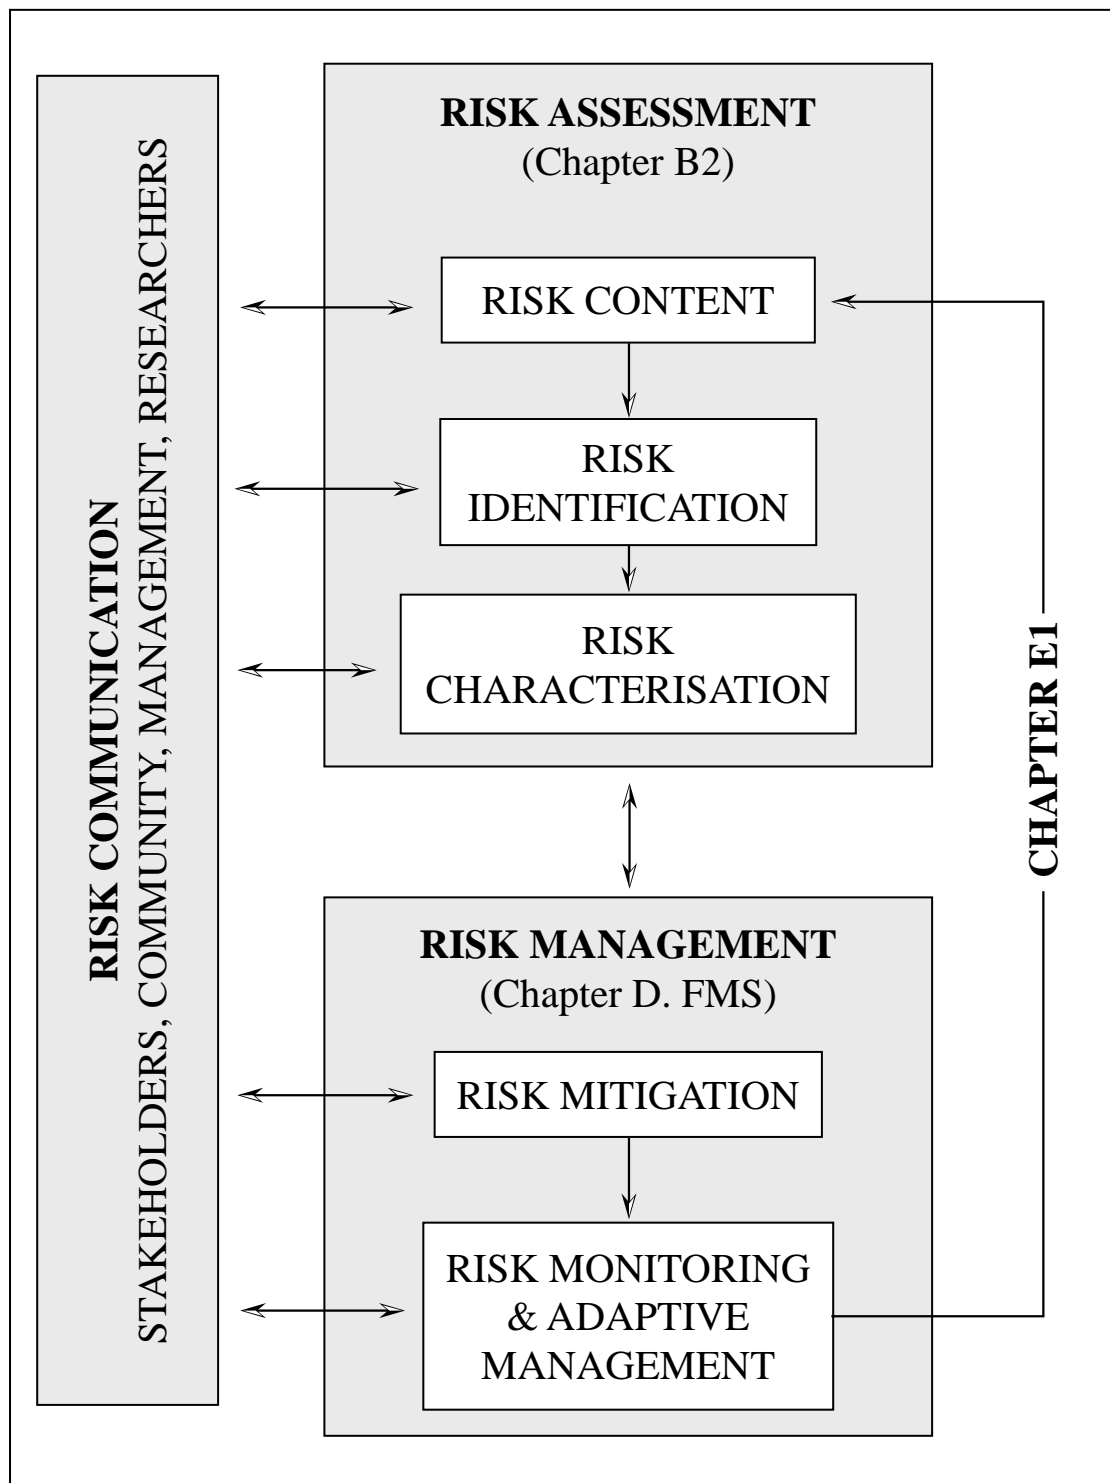 RISK COMMUNICATION
STAKEHOLDERS, COMMUNITY, MANAGEMENT, RESEARCHERS
RISK ASSESSMENT
(Chapter B2)
RISK CONTENT
RISK
IDENTIFICATION
RISK
CHARACTERISATION
RISK MANAGEMENT
(Chapter D. FMS)
RISK MITIGATION
RISK MONITORING
& ADAPTIVE
MANAGEMENT
CHAPTER E1